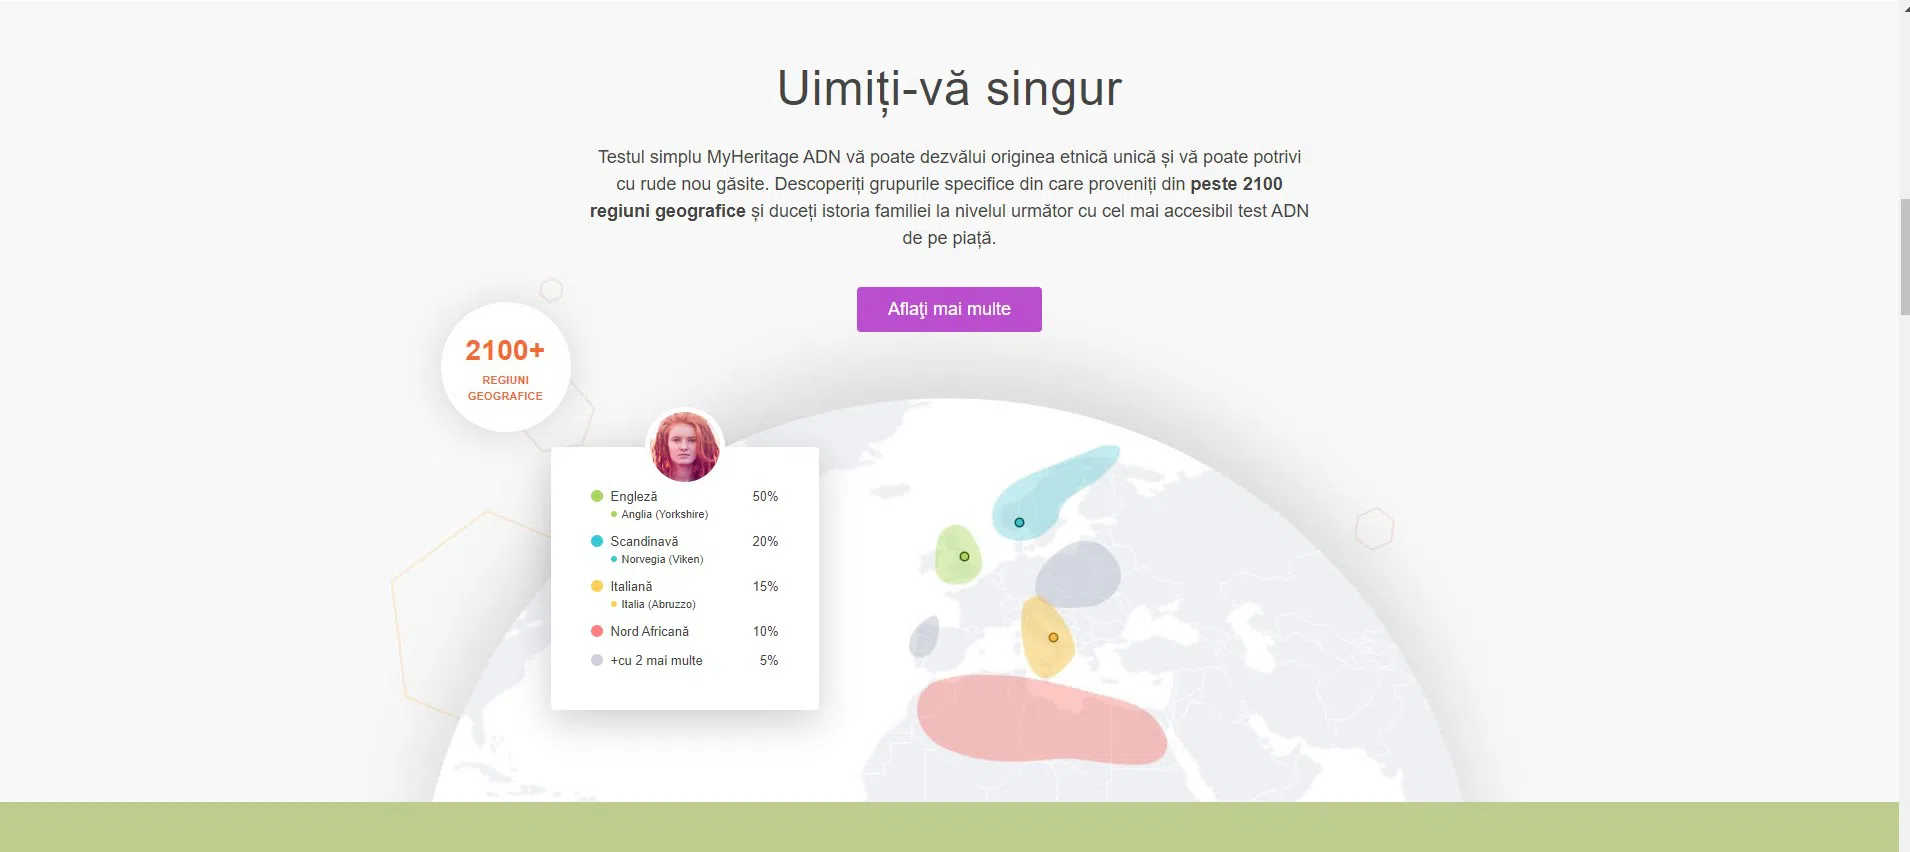 Uimiți-vă singur
Testul simplu MyHeritage ADN vă poate dezvălui originea etnică unică și vă poate potrivi
cu rude nou găsite. Descoperiți grupurile specifice din care proveniți din peste 2100
regiuni geografice și duceți istoria familiei la nivelul următor cu cel mai accesibil test ADN
de pe piață.
Aflaţi mai multe
2100+
REGIUNI
GEOGRAFICE
Engleză 50%
Anglia (Yorkshire)
Scandinavă 20%
Norvegia (Viken)
Italiană 15%
Italia (Abruzzo)
Nord Africană 10%
+cu 2 mai multe 5%